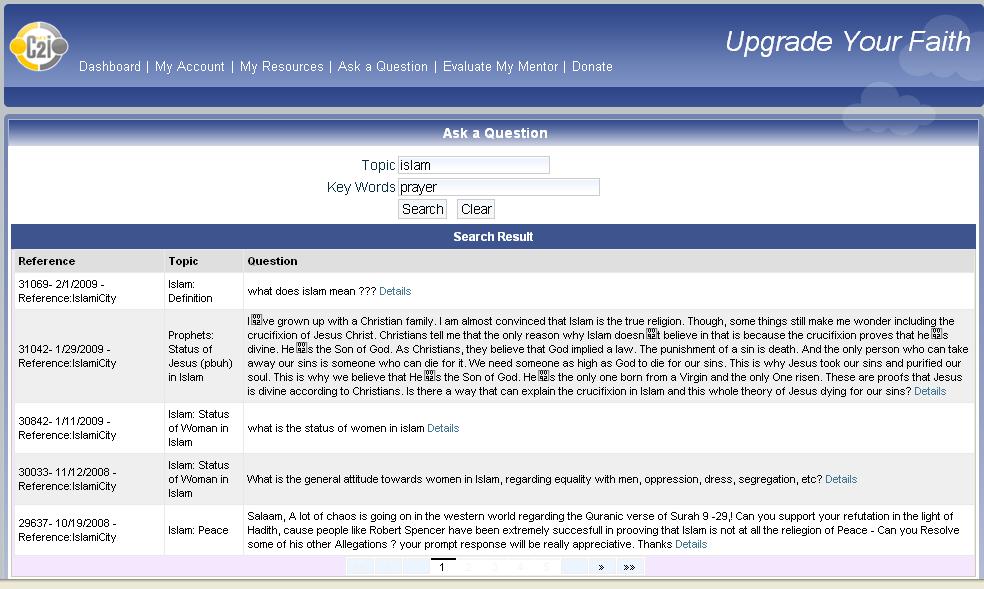 C2i
Upgrade Your Faith
Dashboard | My Account | My Resources | Ask a Question | Evaluate My Mentor | Donate
Ask a Question
Topic islam
Key Words prayer
Search Clear
Search Result
Reference Topic Question
31069- 2/1/2009 -
Reference:IslamiCity
Islam:
Definition
what does islam mean ??? Details
31042- 1/29/2009 -
Reference:IslamiCity
Prophets:
Status of
Jesus (pbuh)
in Islam
I ve grown up with a Christian family. I am almost convinced that Islam is the true religion. Though, some things still make me wonder including the
crucifixion of Jesus Christ. Christians tell me that the only reason why Islam doesn t believe in that is because the crucifixion proves that he s
divine. He s the Son of God. As Christians, they believe that God implied a law. The punishment of a sin is death. And the only person who can take
away our sins is someone who can die for it. We need someone as high as God to die for our sins. This is why Jesus took our sins and purified our
soul. This is why we believe that He s the Son of God. He s the only one born from a Virgin and the only One risen. These are proofs that Jesus
is divine according to Christians. Is there a way that can explain the crucifixion in Islam and this whole theory of Jesus dying for our sins? Details
30842- 1/11/2009 -
Reference:IslamiCity
Islam: Status
of Woman in
Islam
what is the status of women in islam Details
30033- 11/12/2008 -
Reference:IslamiCity
Islam: Status
of Woman in
Islam
What is the general attitude towards women in Islam, regarding equality with men, oppression, dress, segregation, etc? Details
29637- 10/19/2008 -
Reference:IslamiCity
Islam: Peace
Salaam, A lot of chaos is going on in the western world regarding the Quranic verse of Surah 9 -29,! Can you support your refutation in the light of
Hadith, cause people like Robert Spencer have been extremely succesfull in prooving that Islam is not at all the reliegion of Peace - Can you Resolve
some of his other Allegations ? your prompt response will be really appreciative. Thanks Details
1 2 3 4 5 » »»